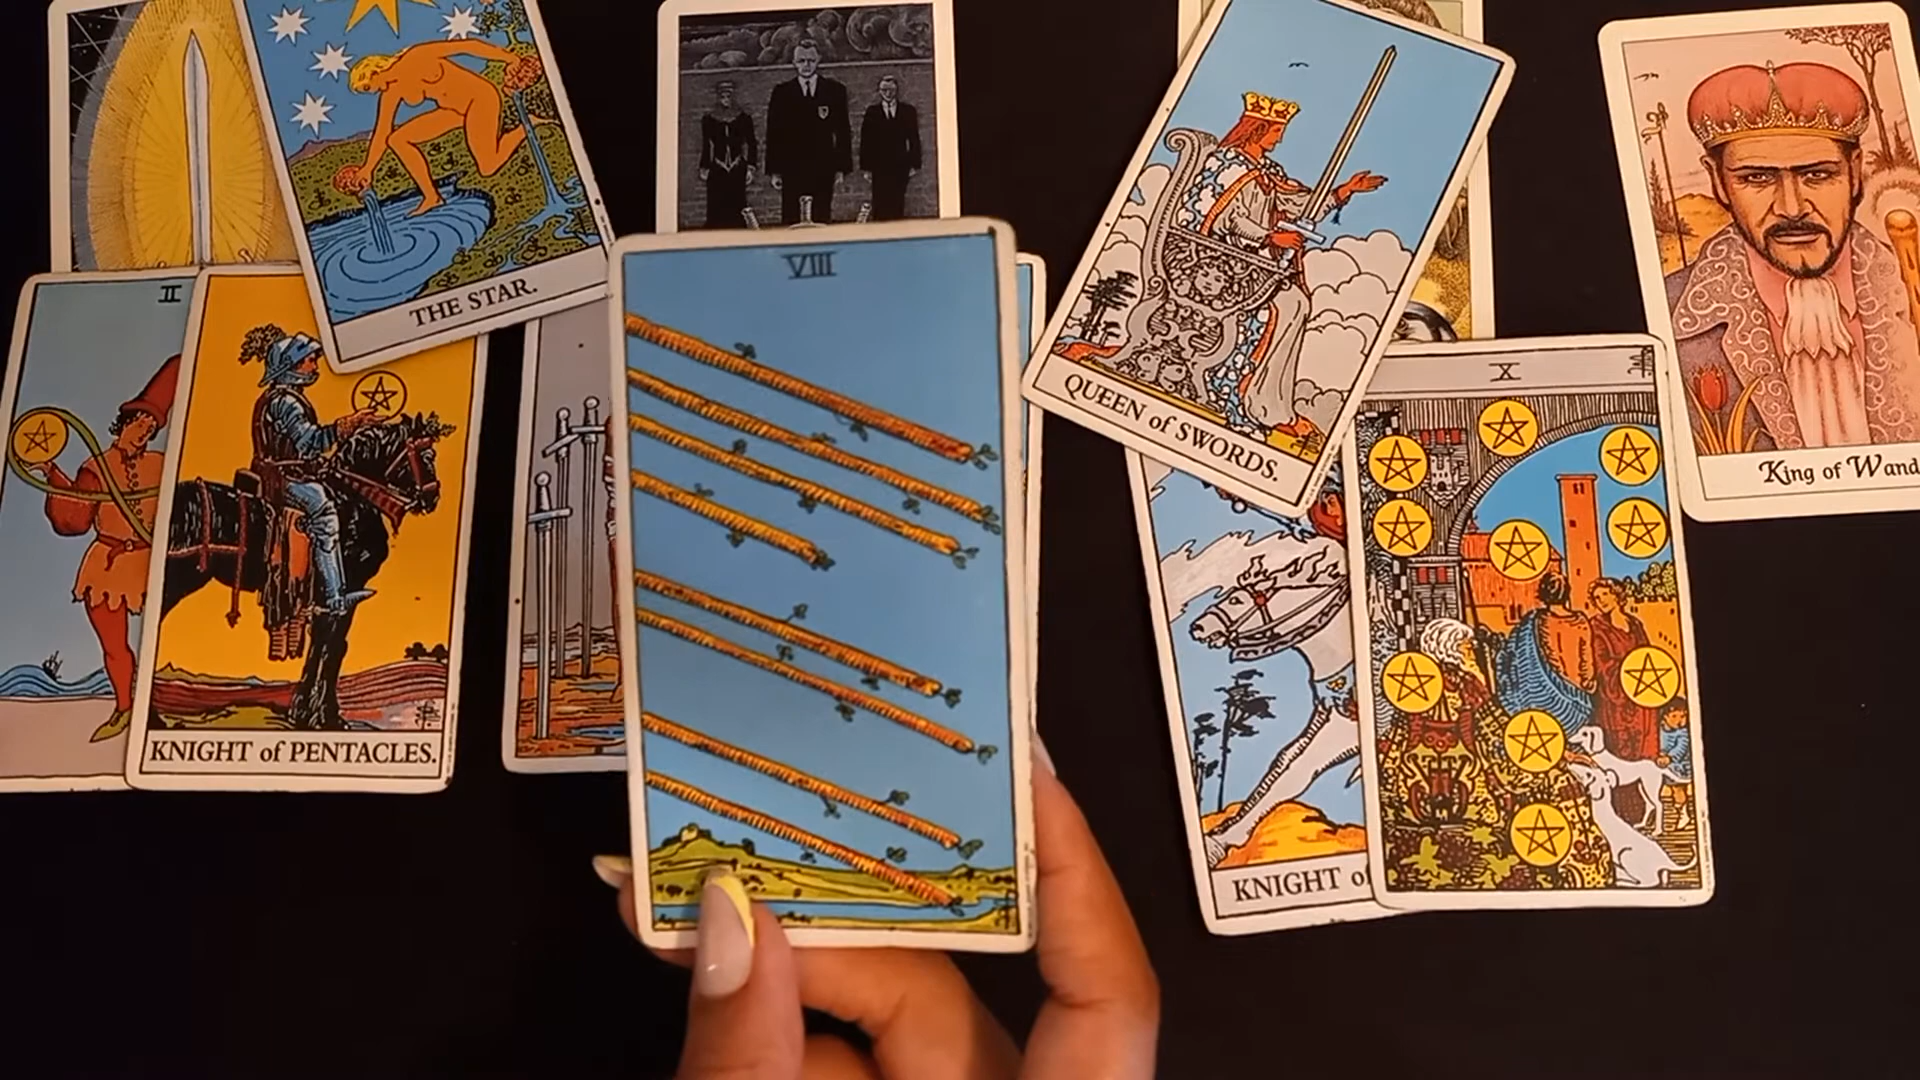 THE STAR.
VIII
QUEEN of SWORDS.
X
King of Wand
II
KNIGHT of PENTACLES.
KNIGHT of